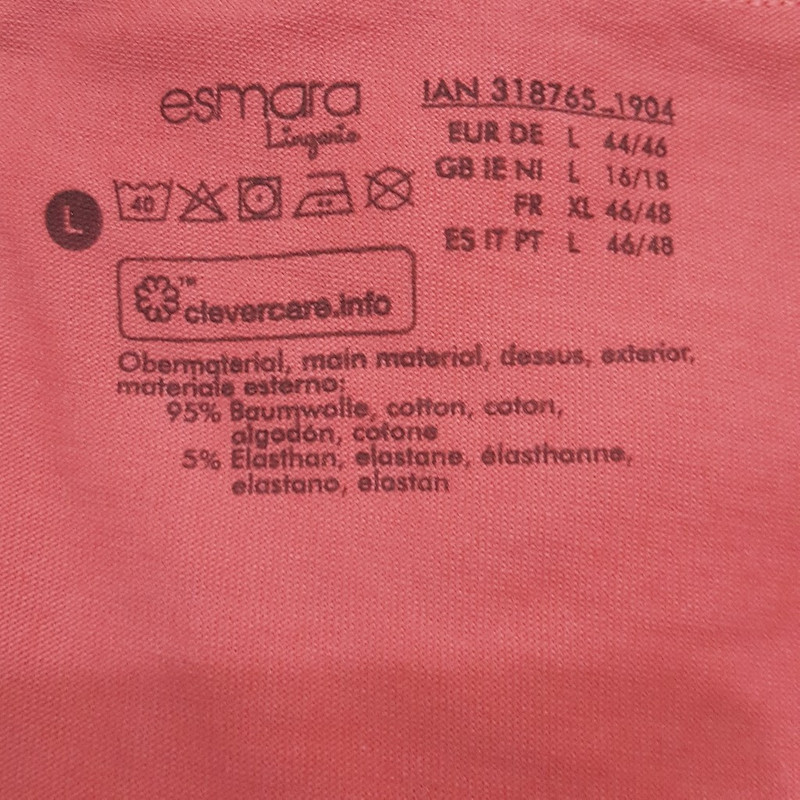 esmara
Lingerie
IAN 318765_1904
EUR DE L 44/46
GB IE NI L 16/18
FR XL 46/48
ES IT PT L 46/48
L
40
clevercare.info™
Obermaterial, main material, dessus, exterior,
materiale esterno:
95% Baumwolle, cotton, coton,
algodón, cotone
5% Elasthan, elastane, élasthanne,
elastano, elastan